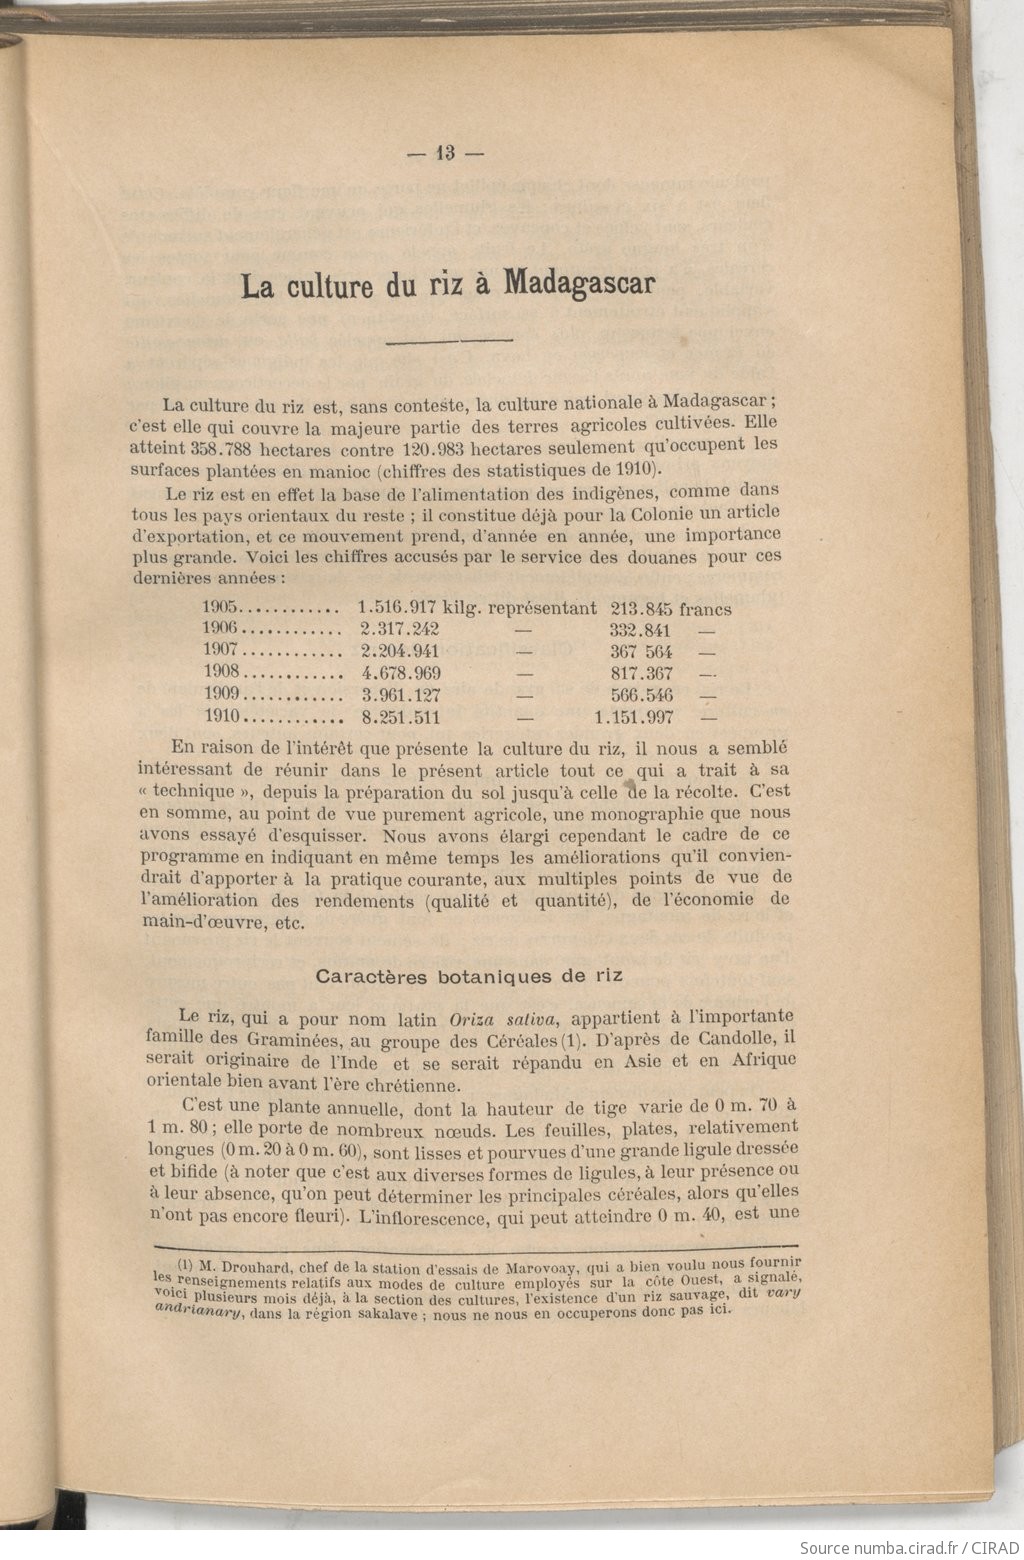 — 13 —
La culture du riz à Madagascar
La culture du riz est, sans conteste, la culture nationale à Madagascar ;
c'est elle qui couvre la majeure partie des terres agricoles cultivées. Elle
atteint 358.788 hectares contre 120.983 hectares seulement qu'occupent les
surfaces plantées en manioc (chiffres des statistiques de 1910).
Le riz est en effet la base de l'alimentation des indigènes, comme dans
tous les pays orientaux du reste ; il constitue déjà pour la Colonie un article
d'exportation, et ce mouvement prend, d'année en année, une importance
plus grande. Voici les chiffres accusés par le service des douanes pour ces
dernières années :
1905............ 1.516.917 kilg. représentant 213.845 francs
1906............ 2.317.242 — 332.841 —
1907............ 2.204.941 — 367 564 —
1908............ 4.678.969 — 817.367 —
1909............ 3.961.127 — 566.546 —
1910............ 8.251.511 — 1.151.997 —
En raison de l'intérêt que présente la culture du riz, il nous a semblé
intéressant de réunir dans le présent article tout ce qui a trait à sa
« technique », depuis la préparation du sol jusqu'à celle de la récolte. C'est
en somme, au point de vue purement agricole, une monographie que nous
avons essayé d'esquisser. Nous avons élargi cependant le cadre de ce
programme en indiquant en même temps les améliorations qu'il convien-
drait d'apporter à la pratique courante, aux multiples points de vue de
l'amélioration des rendements (qualité et quantité), de l'économie de
main-d'œuvre, etc.
Caractères botaniques de riz
Le riz, qui a pour nom latin Oriza sativa, appartient à l'importante
famille des Graminées, au groupe des Céréales (1). D'après de Candolle, il
serait originaire de l'Inde et se serait répandu en Asie et en Afrique
orientale bien avant l'ère chrétienne.
C'est une plante annuelle, dont la hauteur de tige varie de 0 m. 70 à
1 m. 80 ; elle porte de nombreux nœuds. Les feuilles, plates, relativement
longues (0 m. 20 à 0 m. 60), sont lisses et pourvues d'une grande ligule dressée
et bifide (à noter que c'est aux diverses formes de ligules, à leur présence ou
à leur absence, qu'on peut déterminer les principales céréales, alors qu'elles
n'ont pas encore fleuri). L'inflorescence, qui peut atteindre 0 m. 40, est une
(1) M. Drouhard, chef de la station d'essais de Marovoay, qui a bien voulu nous fournir
les renseignements relatifs aux modes de culture employés sur la côte Ouest, a signalé,
voici plusieurs mois déjà, à la section des cultures, l'existence d'un riz sauvage, dit vary
andrianary, dans la région sakalave ; nous ne nous en occuperons donc pas ici.
Source numba.cirad.fr / CIRAD